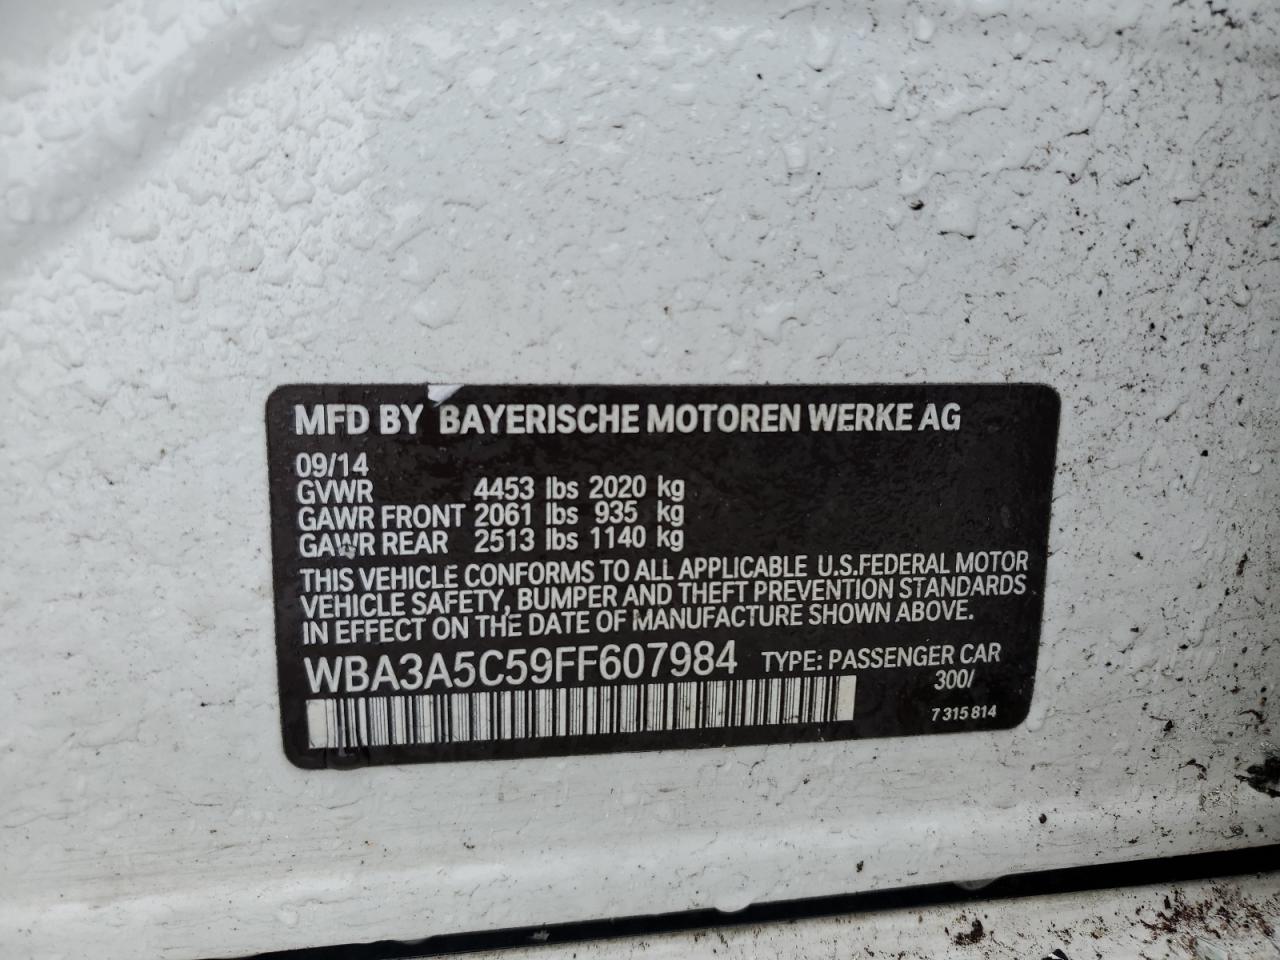 MFD BY BAYERISCHE MOTOREN WERKE AG
09/14
GVWR 4453 lbs 2020 kg
GAWR FRONT 2061 lbs 935 kg
GAWR REAR 2513 lbs 1140 kg
THIS VEHICLE CONFORMS TO ALL APPLICABLE U.S.FEDERAL MOTOR
VEHICLE SAFETY, BUMPER AND THEFT PREVENTION STANDARDS
IN EFFECT ON THE DATE OF MANUFACTURE SHOWN ABOVE.
WBA3A5C59FF607984 TYPE: PASSENGER CAR
300/
7 315 814